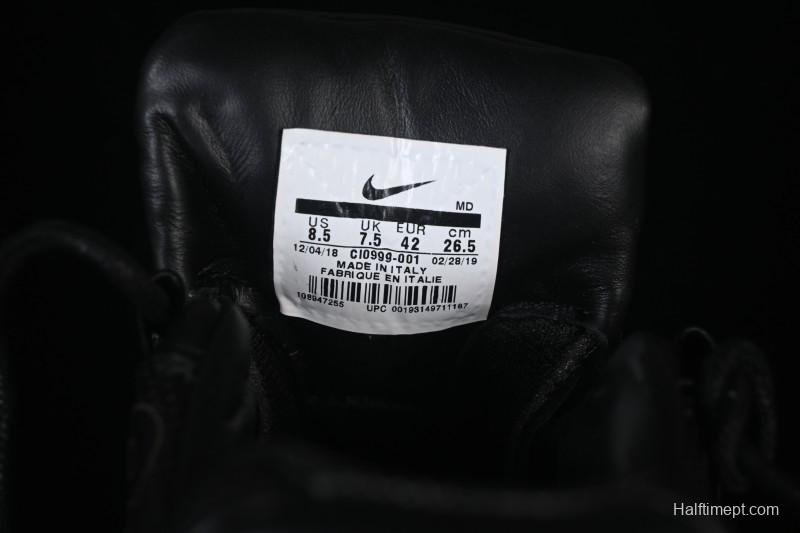 MD
US UK EUR cm
8.5 7.5 42 26.5
12/04/18 CI0999-001 02/28/19
MADE IN ITALY
FABRIQUE EN ITALIE
108947255 UPC 00193149711187
Halftimept.com